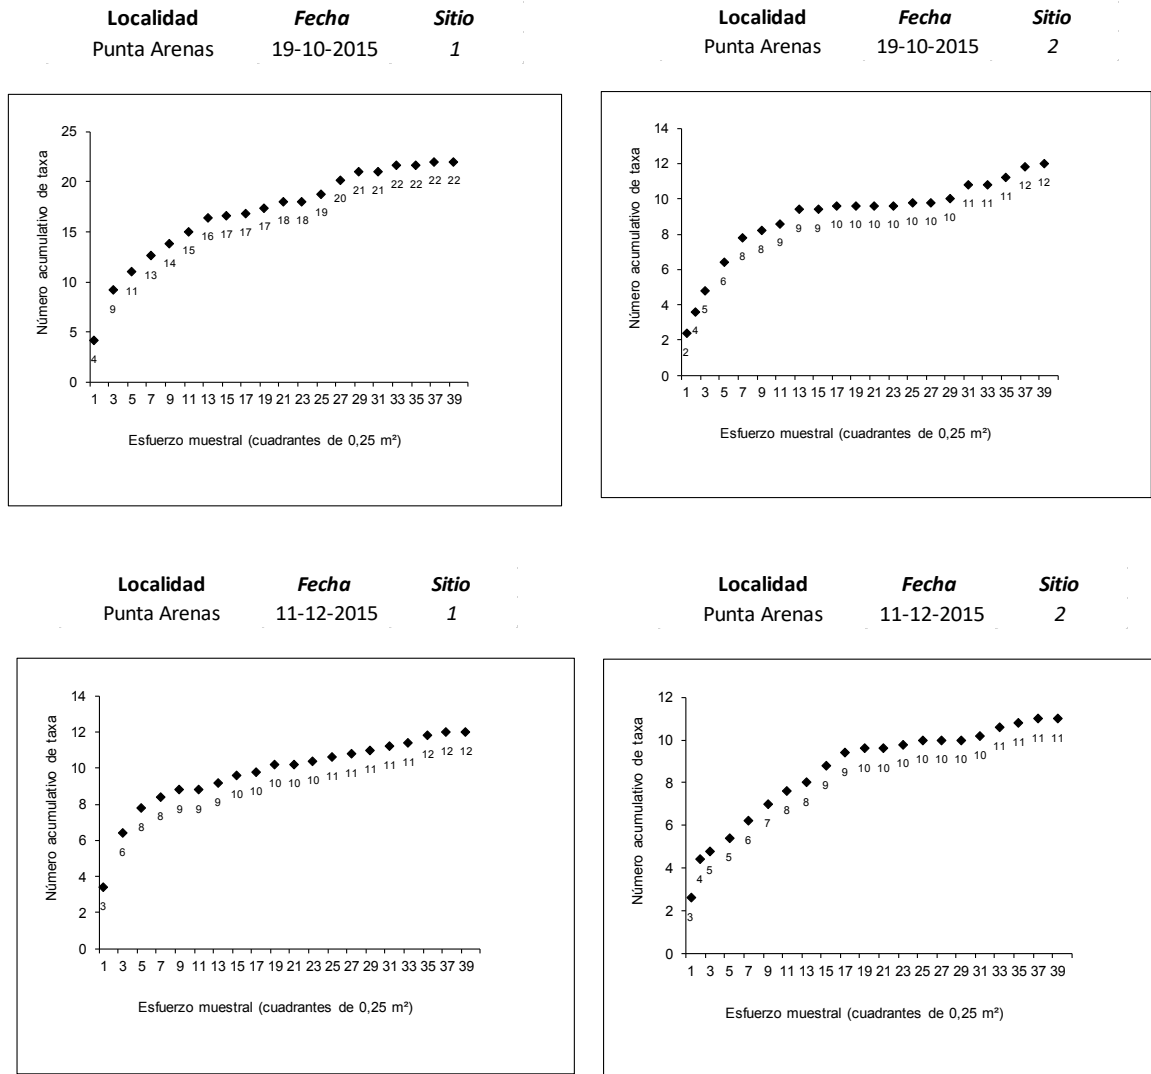 Localidad Fecha Sitio
Punta Arenas 19-10-2015 1
Número acumulativo de taxa
25
20
15
10
5
0
4 9 11 13 14 15 16 17 17 17 18 18 19 20 21 21 22 22 22 22
1 3 5 7 9 11 13 15 17 19 21 23 25 27 29 31 33 35 37 39
Esfuerzo muestral (cuadrantes de 0,25 m²)
Localidad Fecha Sitio
Punta Arenas 19-10-2015 2
Número acumulativo de taxa
14
12
10
8
6
4
2
0
2 4 5 6 8 8 9 9 9 10 10 10 10 10 10 10 11 11 11 12 12
1 3 5 7 9 11 13 15 17 19 21 23 25 27 29 31 33 35 37 39
Esfuerzo muestral (cuadrantes de 0,25 m²)
Localidad Fecha Sitio
Punta Arenas 11-12-2015 1
Número acumulativo de taxa
14
12
10
8
6
4
2
0
3 6 8 8 9 9 9 10 10 10 10 10 11 11 11 11 11 12 12 12
1 3 5 7 9 11 13 15 17 19 21 23 25 27 29 31 33 35 37 39
Esfuerzo muestral (cuadrantes de 0,25 m²)
Localidad Fecha Sitio
Punta Arenas 11-12-2015 2
Número acumulativo de taxa
12
10
8
6
4
2
0
3 4 5 5 6 7 8 8 9 9 10 10 10 10 10 10 10 11 11 11 11
1 3 5 7 9 11 13 15 17 19 21 23 25 27 29 31 33 35 37 39
Esfuerzo muestral (cuadrantes de 0,25 m²)